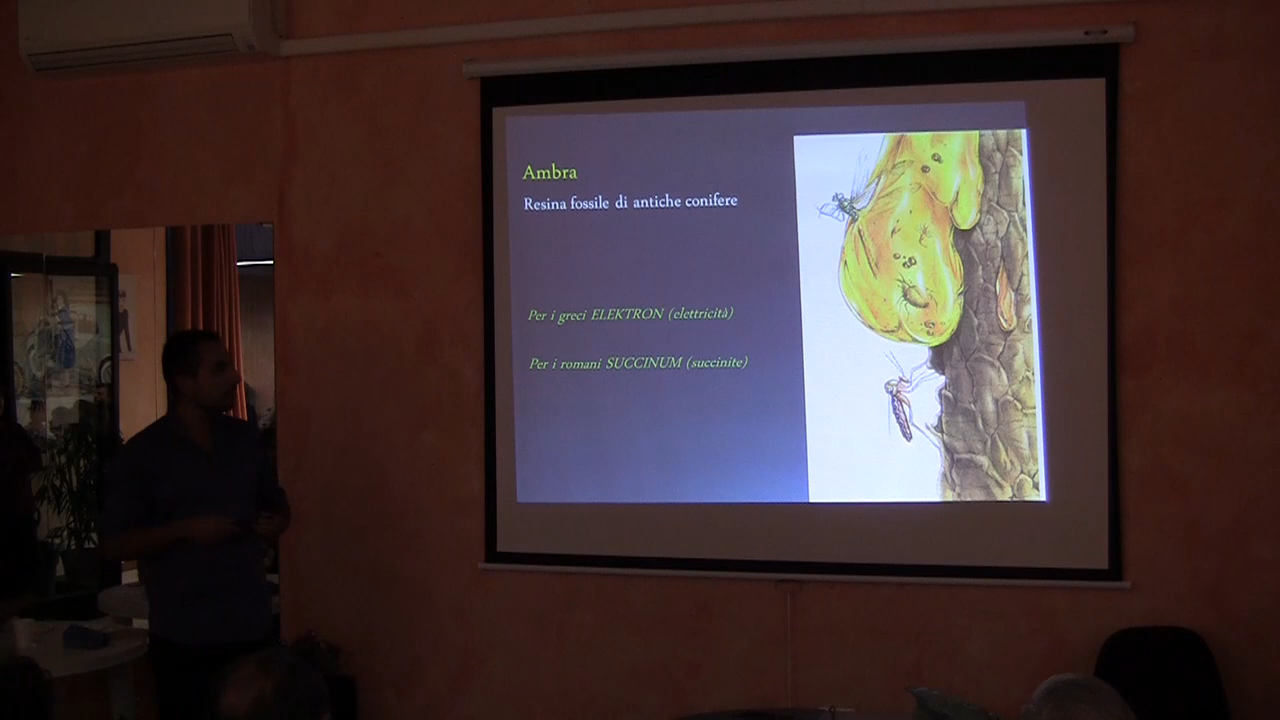 Ambra
Resina fossile di antiche conifere
Per i greci ELEKTRON (elettricità)
Per i romani SUCCINUM (succinite)